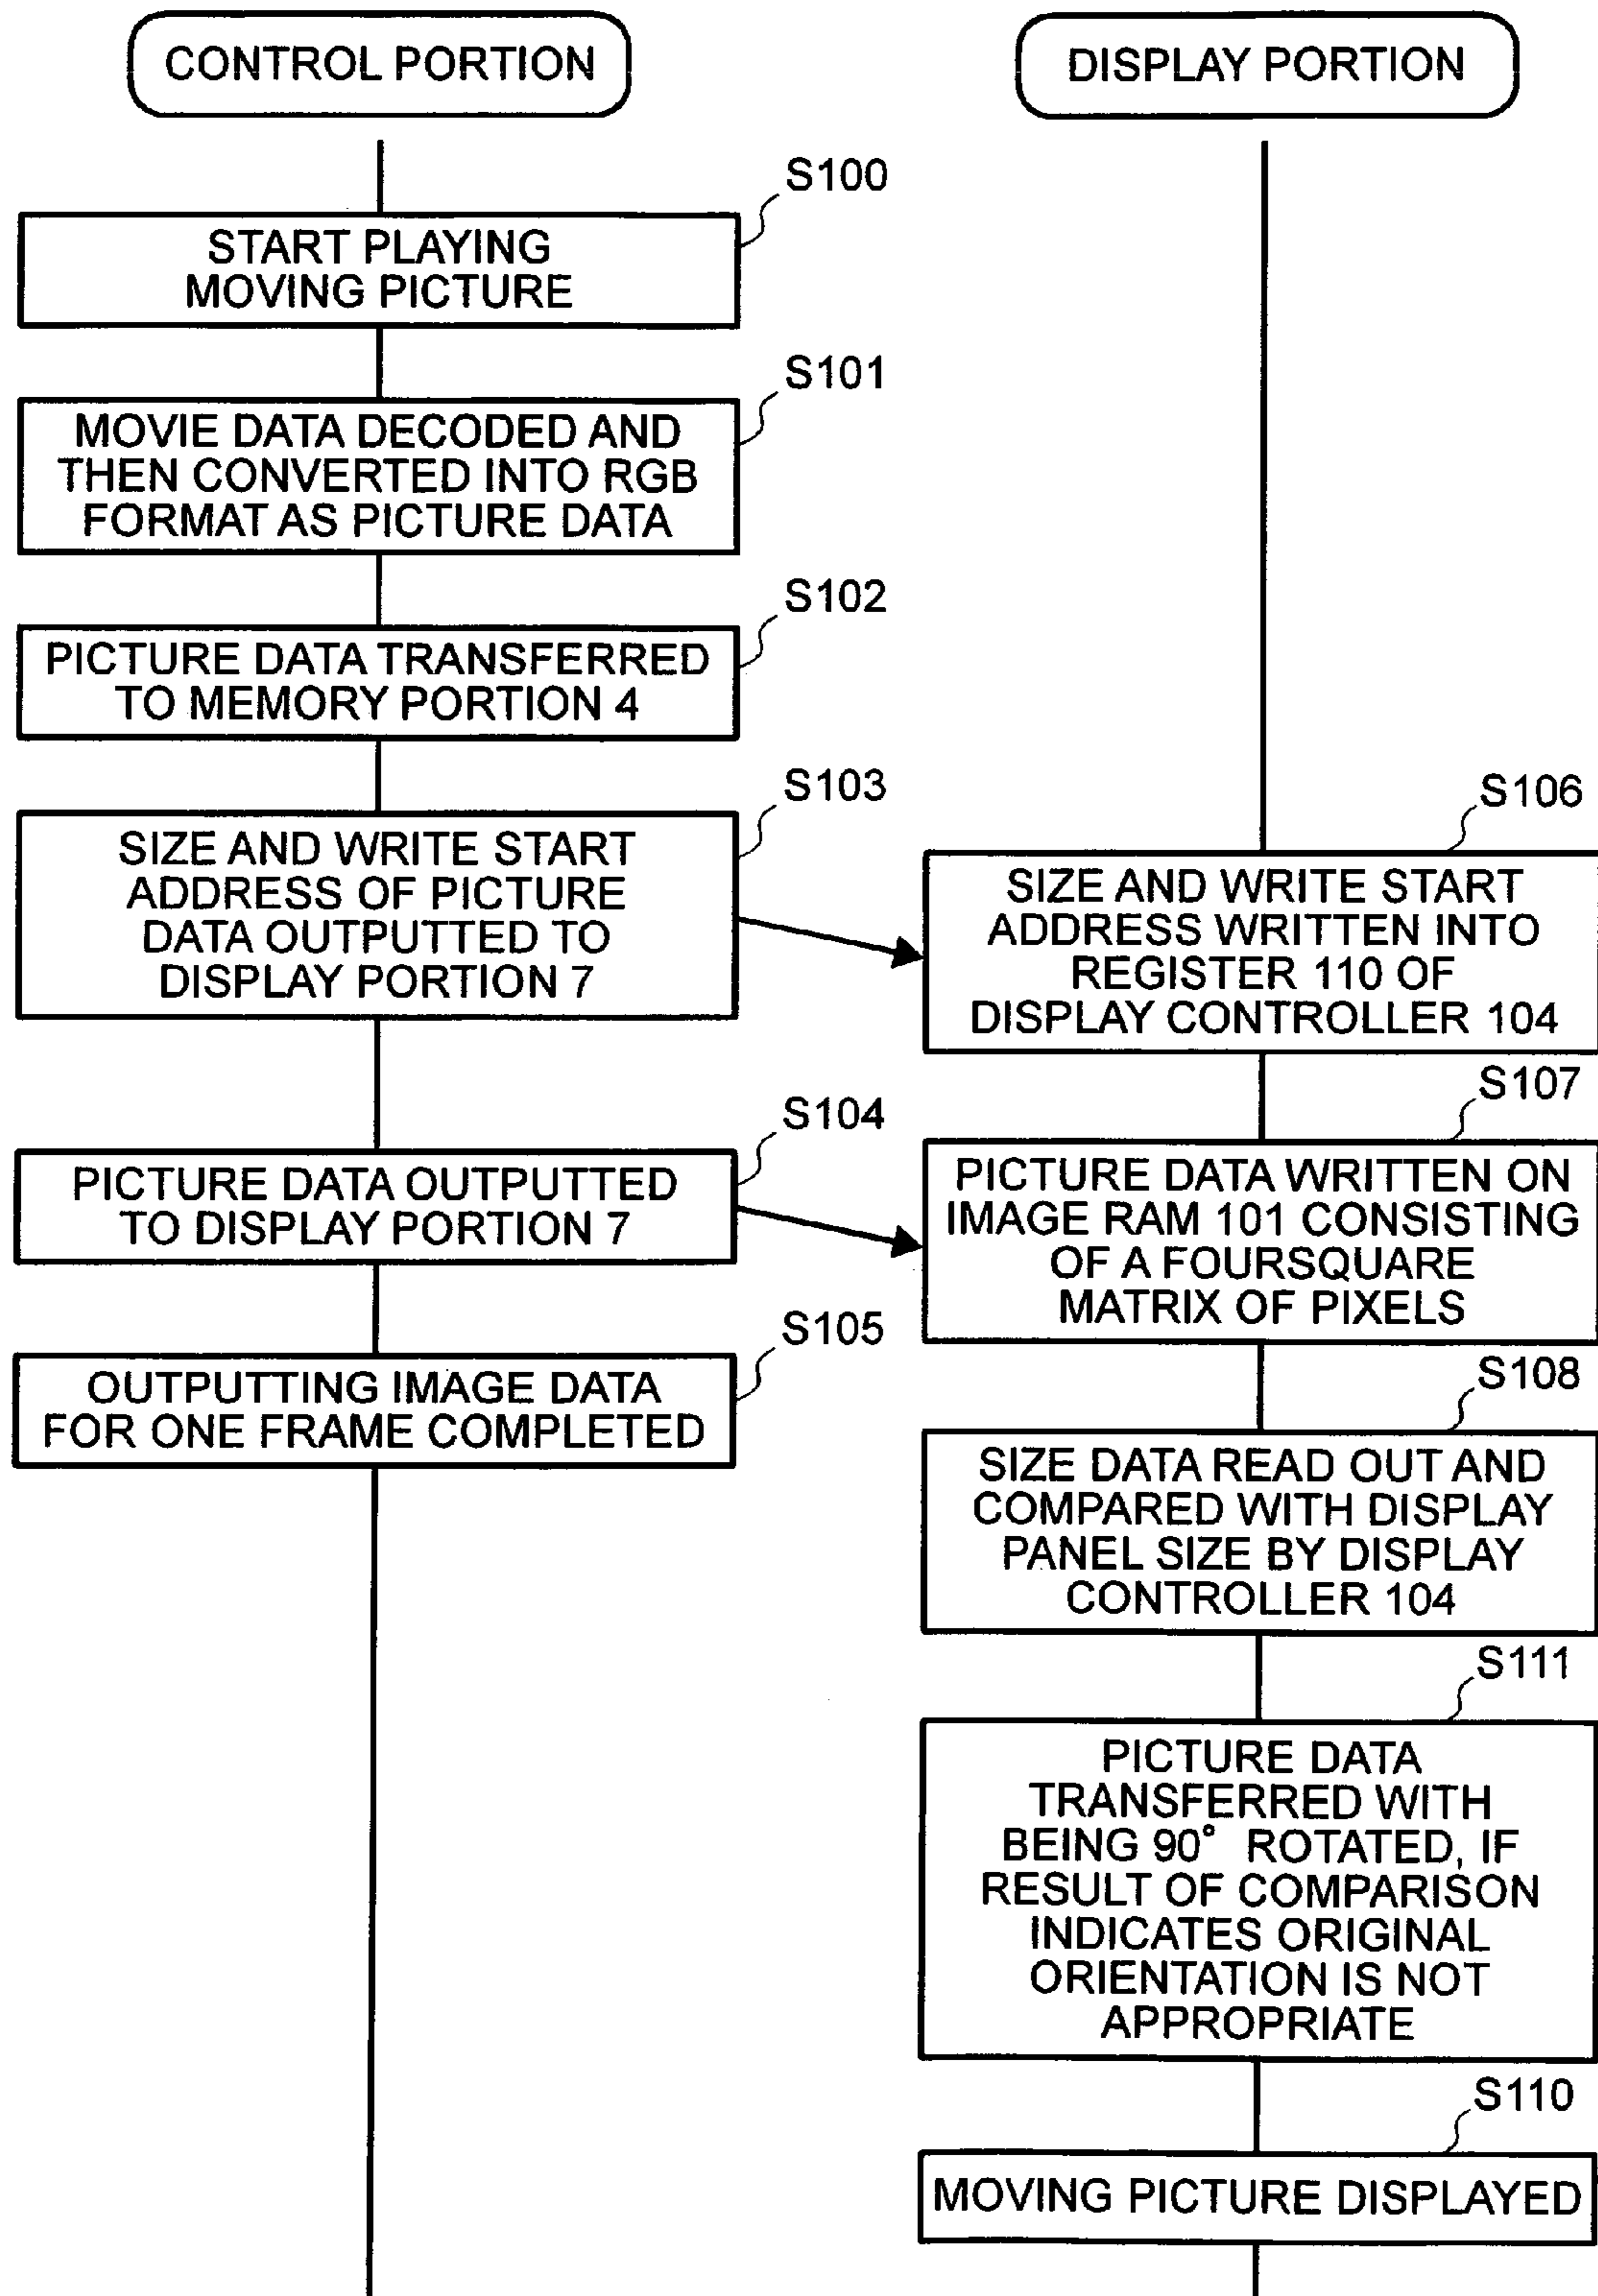 CONTROL PORTION
S100
START PLAYING
MOVING PICTURE
S101
MOVIE DATA DECODED AND
THEN CONVERTED INTO RGB
FORMAT AS PICTURE DATA
S102
PICTURE DATA TRANSFERRED
TO MEMORY PORTION 4
S103
SIZE AND WRITE START
ADDRESS OF PICTURE
DATA OUTPUTTED TO
DISPLAY PORTION 7
S104
PICTURE DATA OUTPUTTED
TO DISPLAY PORTION 7
S105
OUTPUTTING IMAGE DATA
FOR ONE FRAME COMPLETED
DISPLAY PORTION
S106
SIZE AND WRITE START
ADDRESS WRITTEN INTO
REGISTER 110 OF
DISPLAY CONTROLLER 104
S107
PICTURE DATA WRITTEN ON
IMAGE RAM 101 CONSISTING
OF A FOURSQUARE
MATRIX OF PIXELS
S108
SIZE DATA READ OUT AND
COMPARED WITH DISPLAY
PANEL SIZE BY DISPLAY
CONTROLLER 104
S111
PICTURE DATA
TRANSFERRED WITH
BEING 90° ROTATED, IF
RESULT OF COMPARISON
INDICATES ORIGINAL
ORIENTATION IS NOT
APPROPRIATE
S110
MOVING PICTURE DISPLAYED